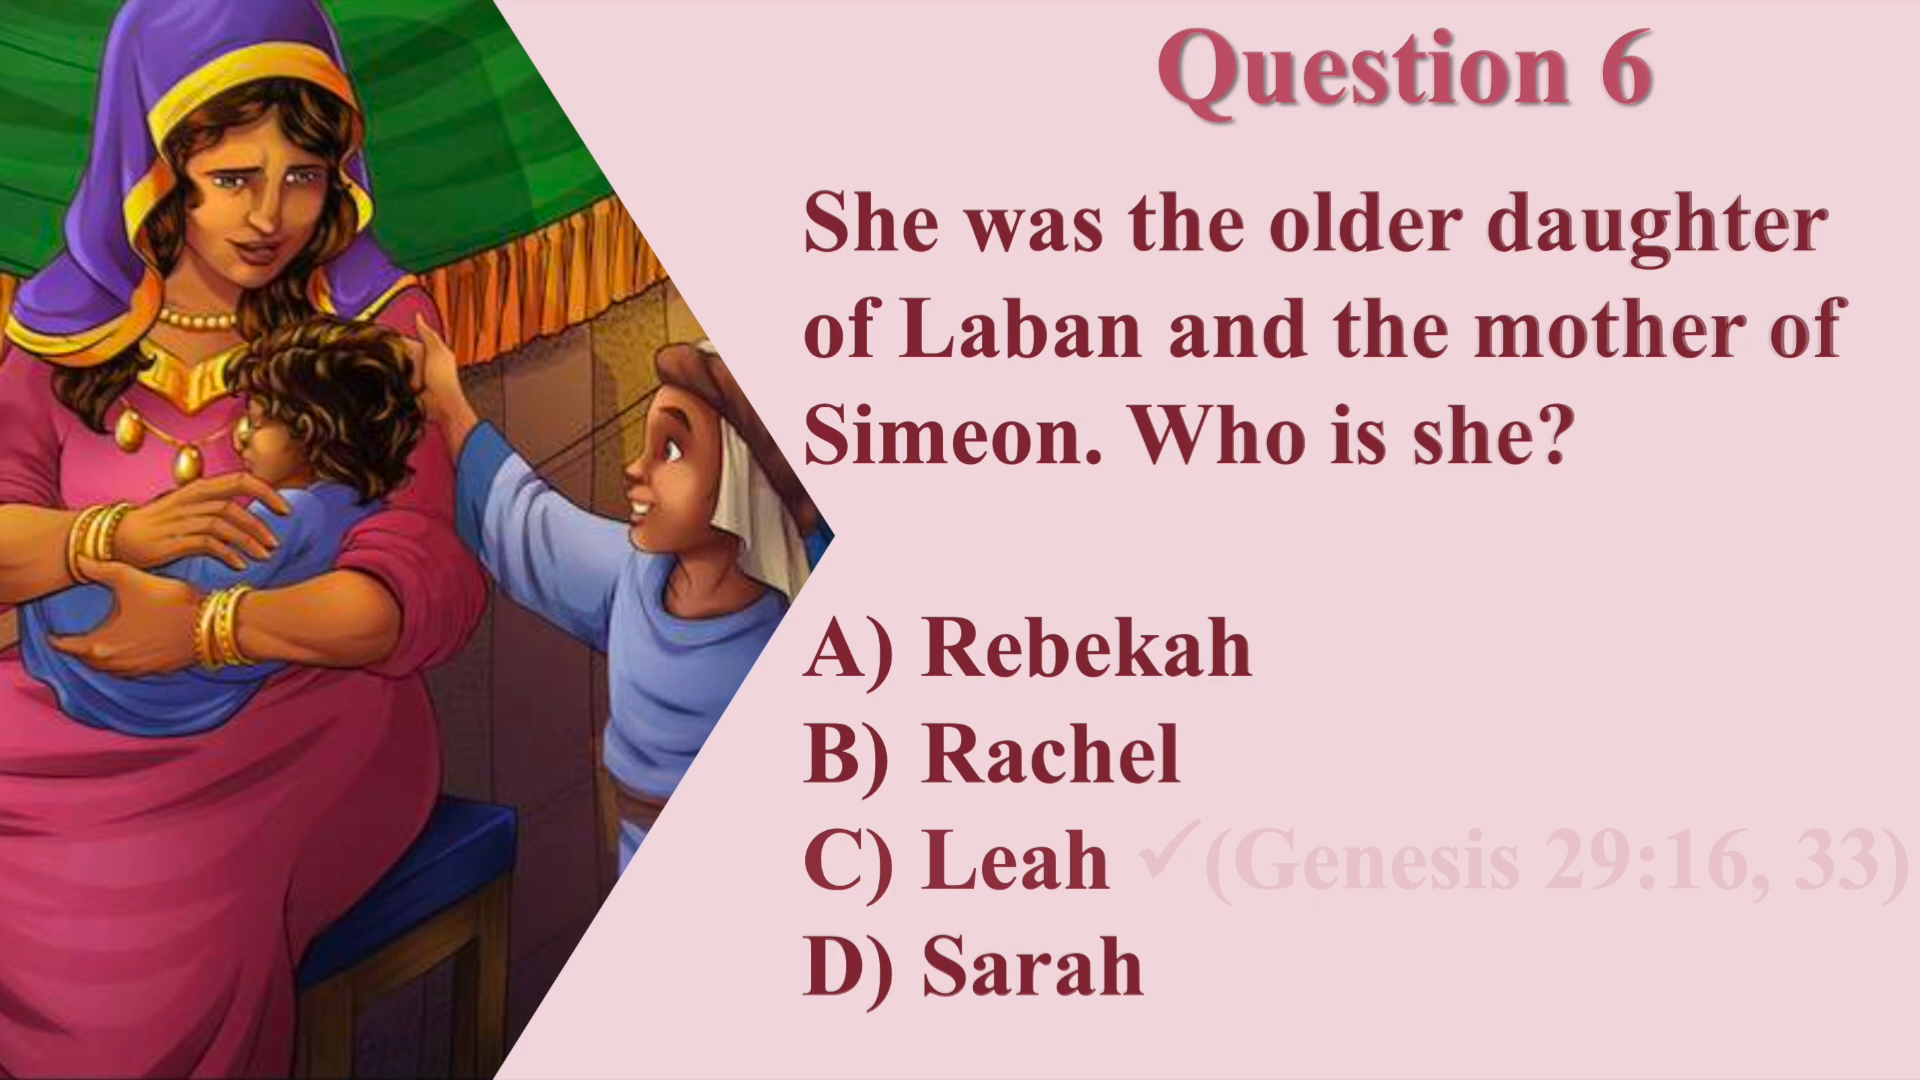 Question 6
She was the older daughter
of Laban and the mother of
Simeon. Who is she?
A) Rebekah
B) Rachel
C) Leah ✓(Genesis 29:16, 33)
D) Sarah